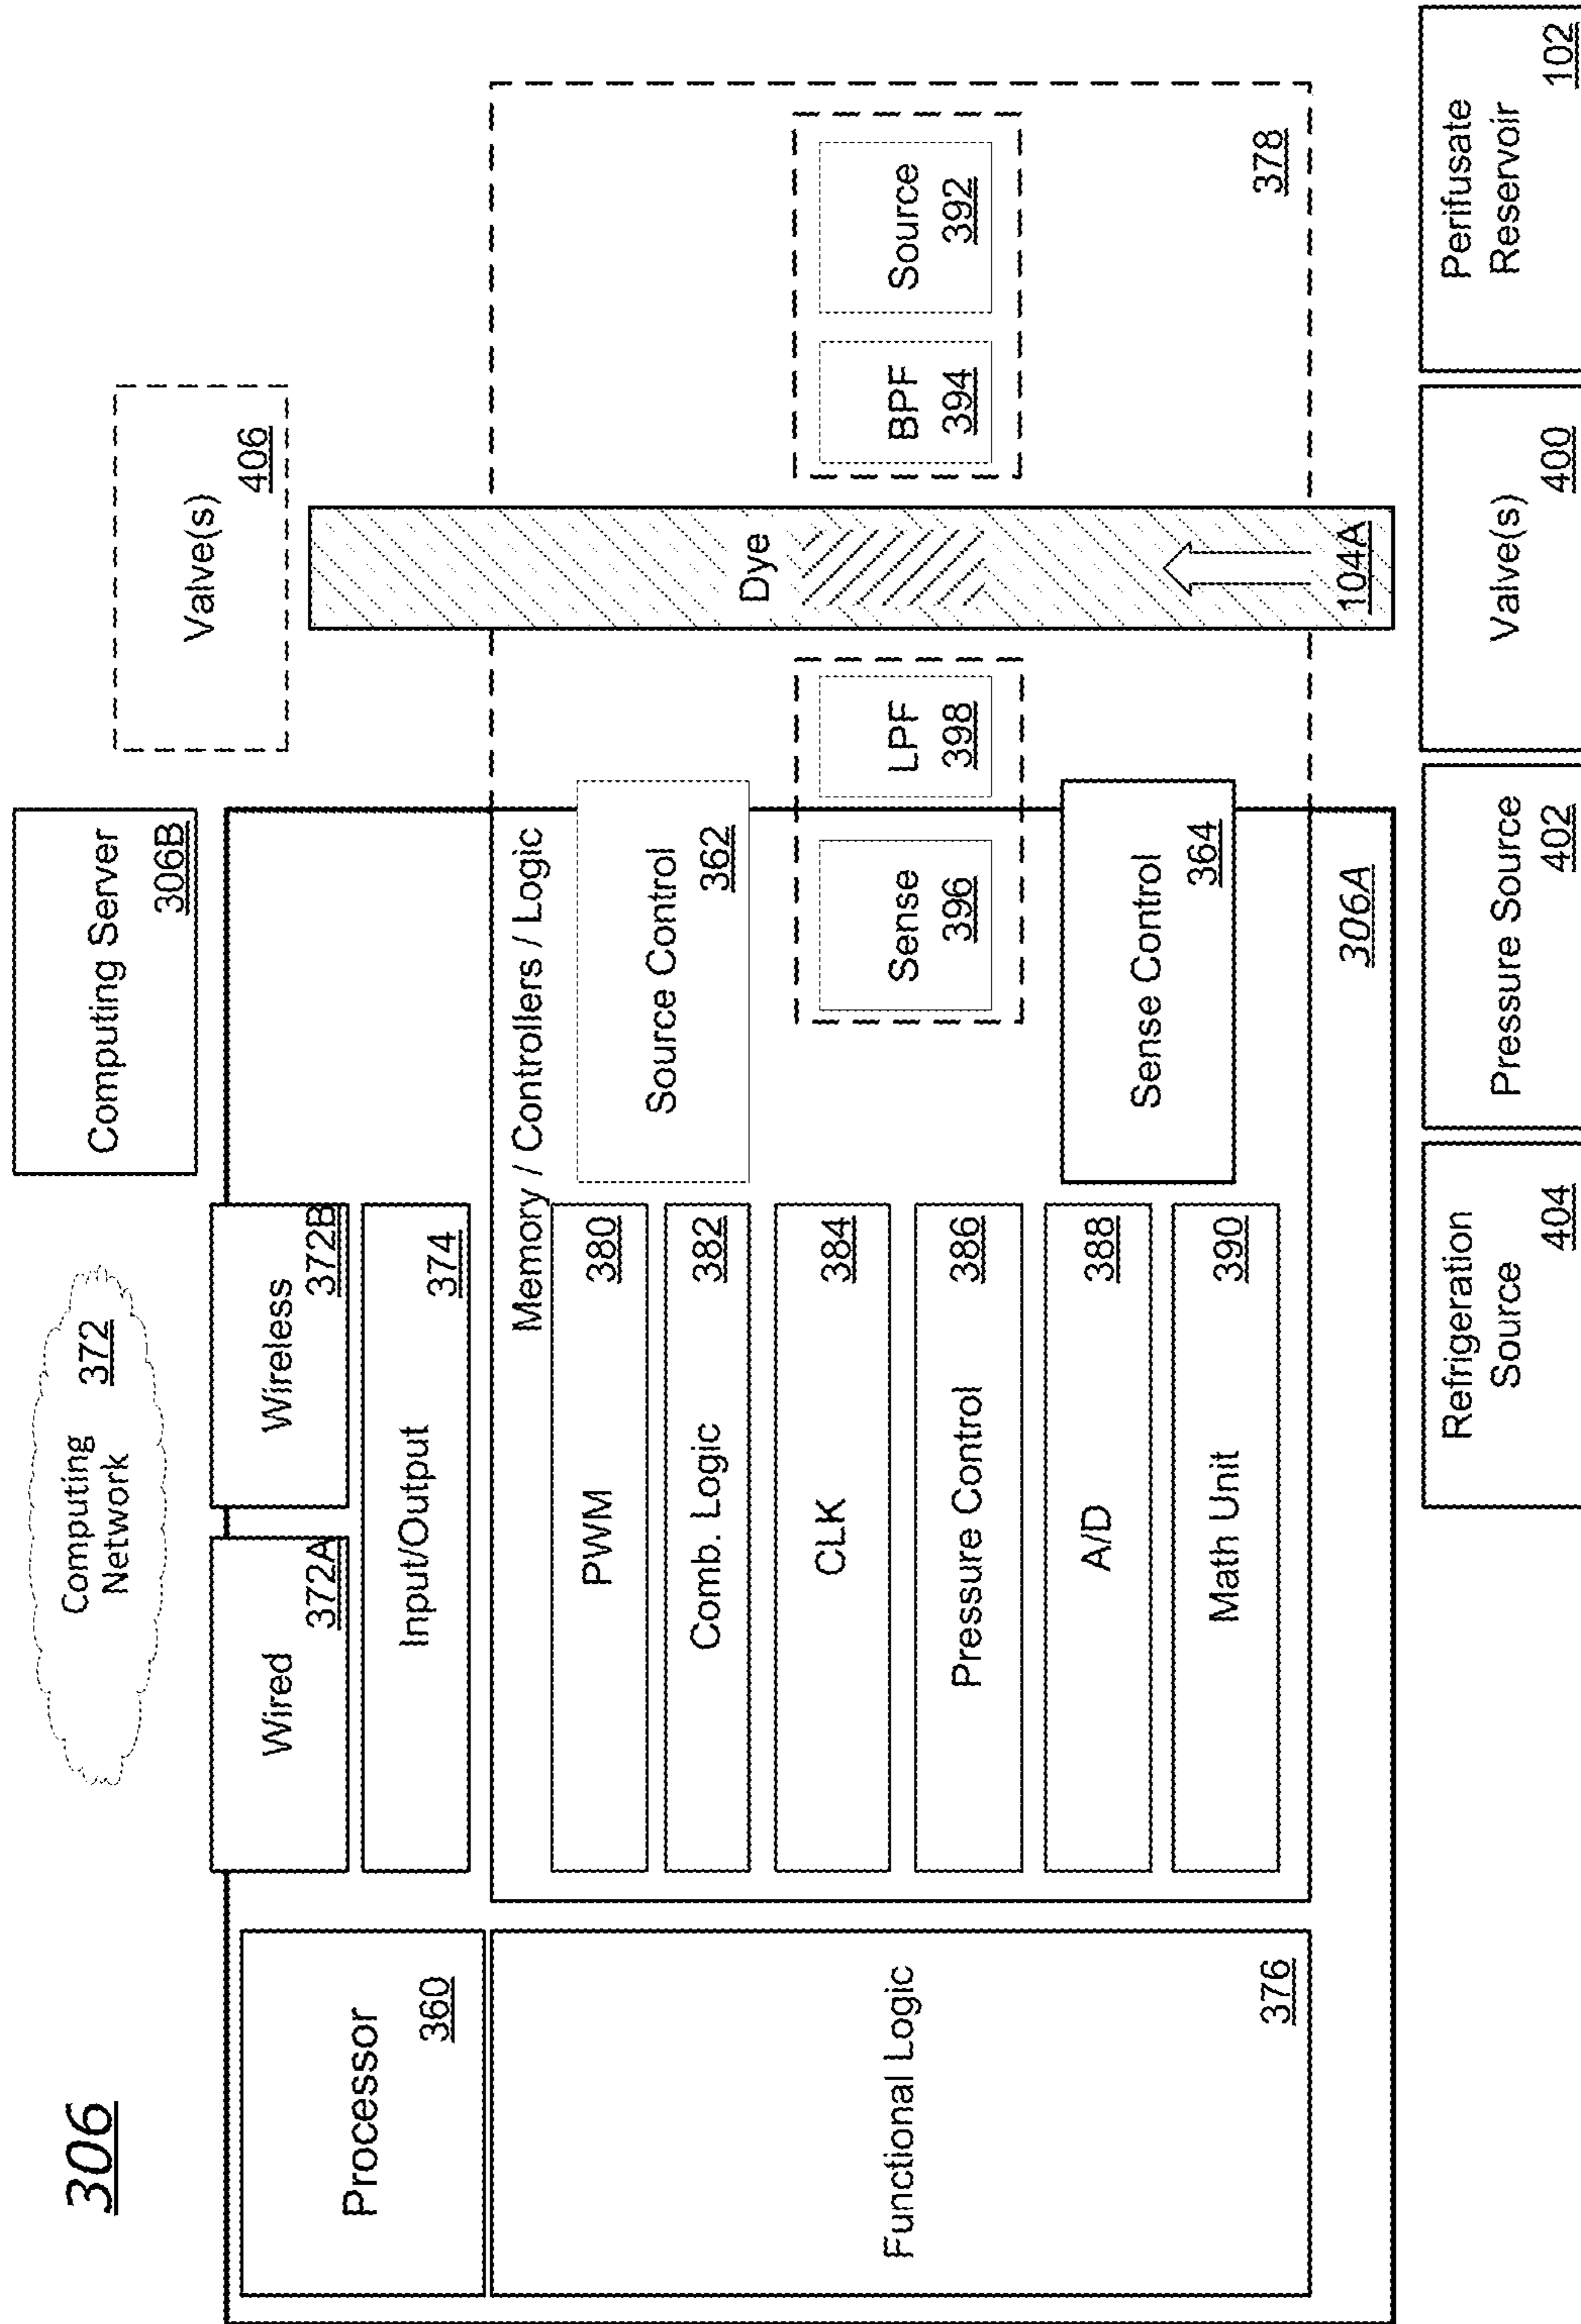 306
Computing
Network 372
Computing Server
306B
Valve(s)
406
Processor
360
Wired
372A
Wireless
372B
Input/Output
374
Functional Logic
376
Memory / Controllers / Logic
PWM
380
Comb. Logic
382
CLK
384
Pressure Control
386
A/D
388
Math Unit
390
Source Control
362
Sense
396
LPF
398
Sense Control
364
306A
Dye
104A
BPF
394
Source
392
378
Refrigeration
Source
404
Pressure Source
402
Valve(s)
400
Perifusate
Reservoir
102